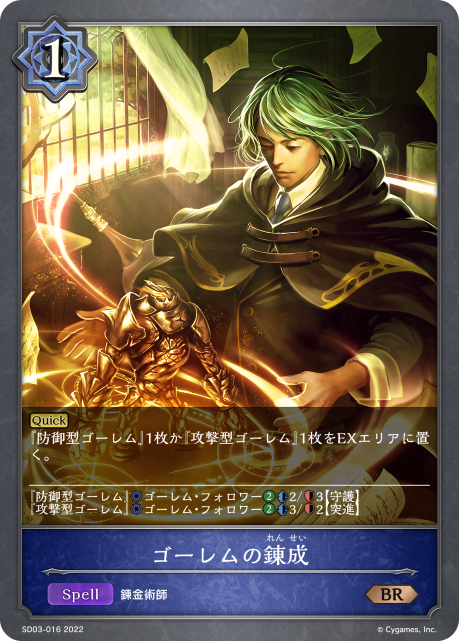 1
Quick
『防御型ゴーレム』1枚か『攻撃型ゴーレム』1枚をEXエリアに置
く。
『防御型ゴーレム』ゴーレム・フォロワー2 2/3【守護】
『攻撃型ゴーレム』ゴーレム・フォロワー2 3/2【突進】
れんせい
ゴーレムの錬成
Spell 錬金術師 BR
SD03-016 2022 © Cygames, Inc.